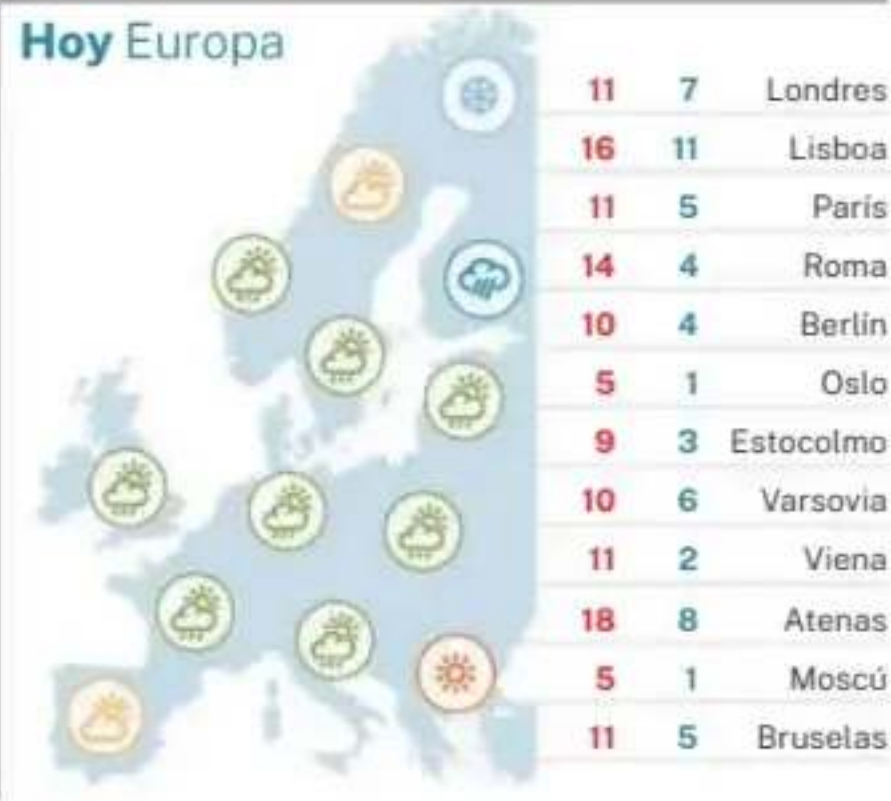 Hoy Europa
11 7 Londres
16 11 Lisboa
11 5 París
14 4 Roma
10 4 Berlín
5 1 Oslo
9 3 Estocolmo
10 6 Varsovia
11 2 Viena
18 8 Atenas
5 1 Moscú
11 5 Bruselas